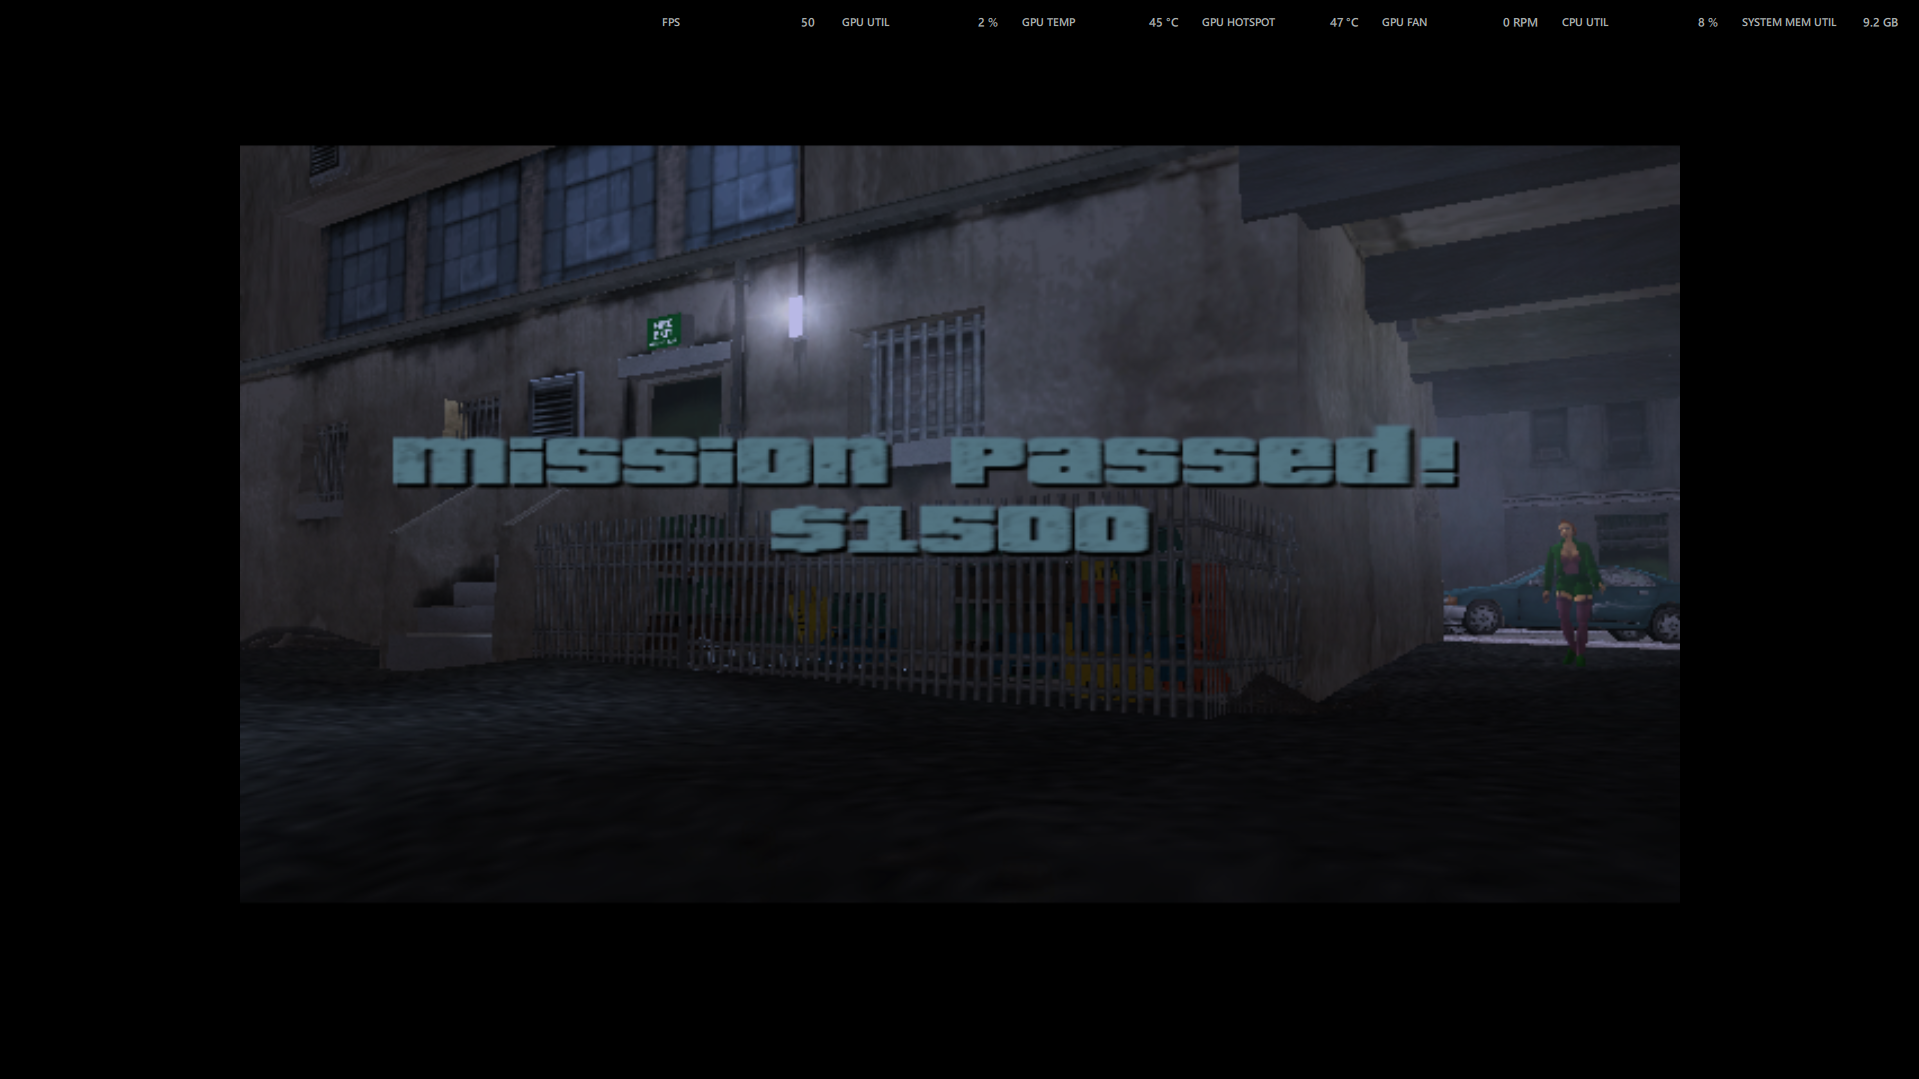 FPS 50 GPU UTIL 2 % GPU TEMP 45 °C GPU HOTSPOT 47 °C GPU FAN 0 RPM CPU UTIL 8 % SYSTEM MEM UTIL 9.2 GB
mission passed!
$1500